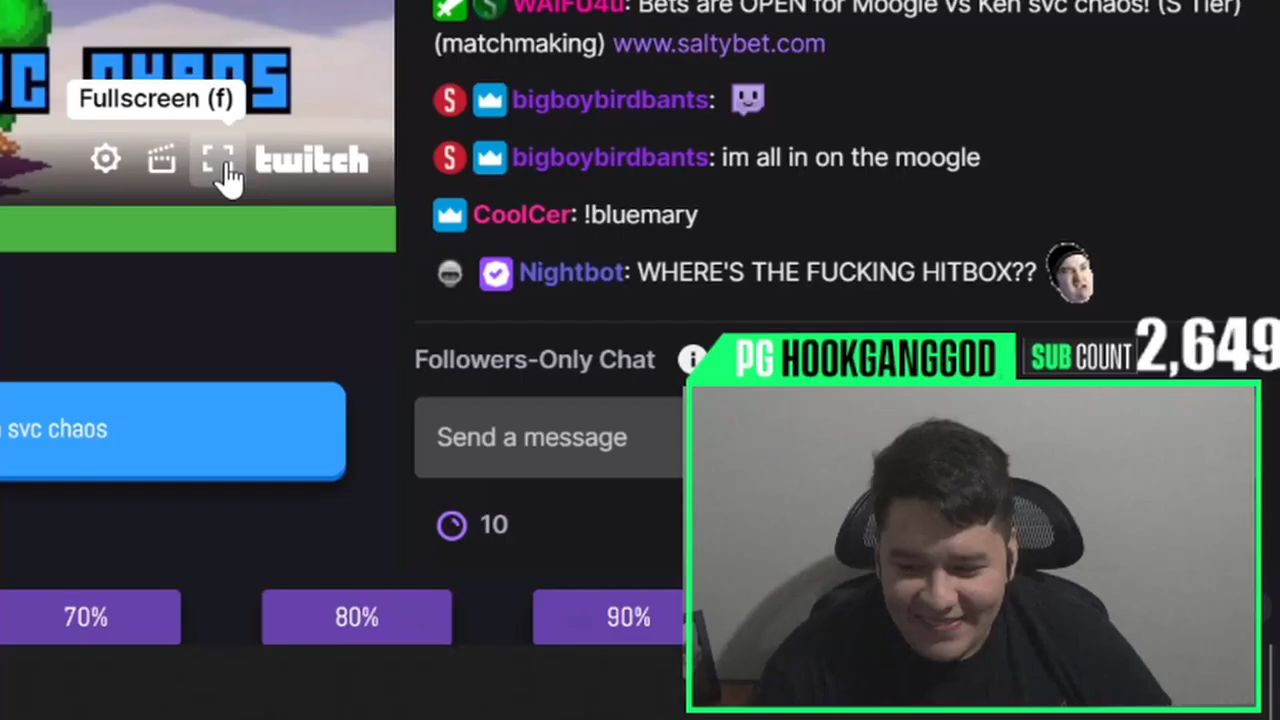 WAIFU4u: Bets are OPEN for Moogle vs Ken svc chaos! (S Tier)
(matchmaking) www.saltybet.com
CHAOS
Fullscreen (f)
bigboybirdbants:
twitch
bigboybirdbants: im all in on the moogle
CoolCer: !bluemary
Nightbot: WHERE'S THE FUCKING HITBOX??
Followers-Only Chat
PG HOOKGANGGOD
SUB COUNT 2,649
svc chaos
Send a message
10
70%
80%
90%